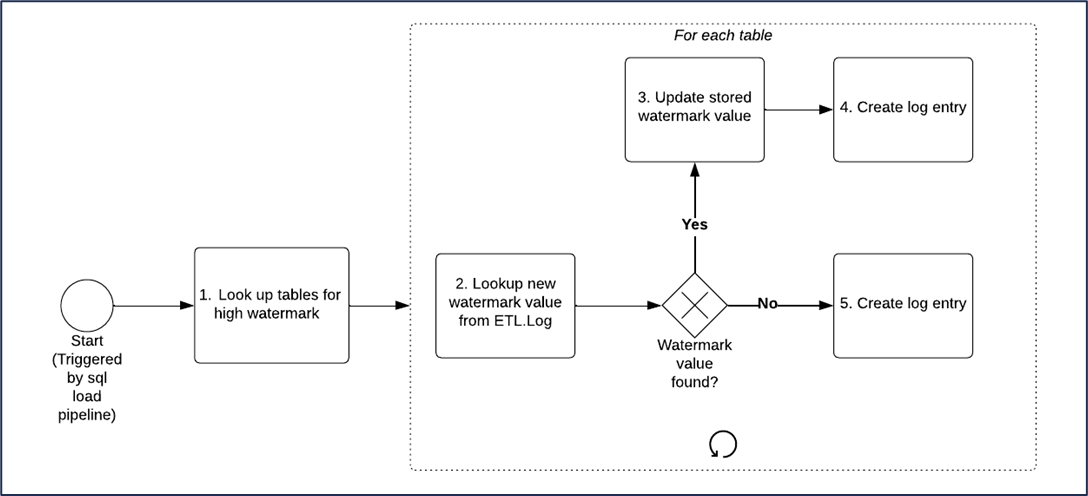 For each table
3. Update stored
watermark value
4. Create log entry
Yes
1. Look up tables for
high watermark
2. Lookup new
watermark value
from ETL.Log
No
5. Create log entry
Start
(Triggered
by sql
load
pipeline)
Watermark
value
found?